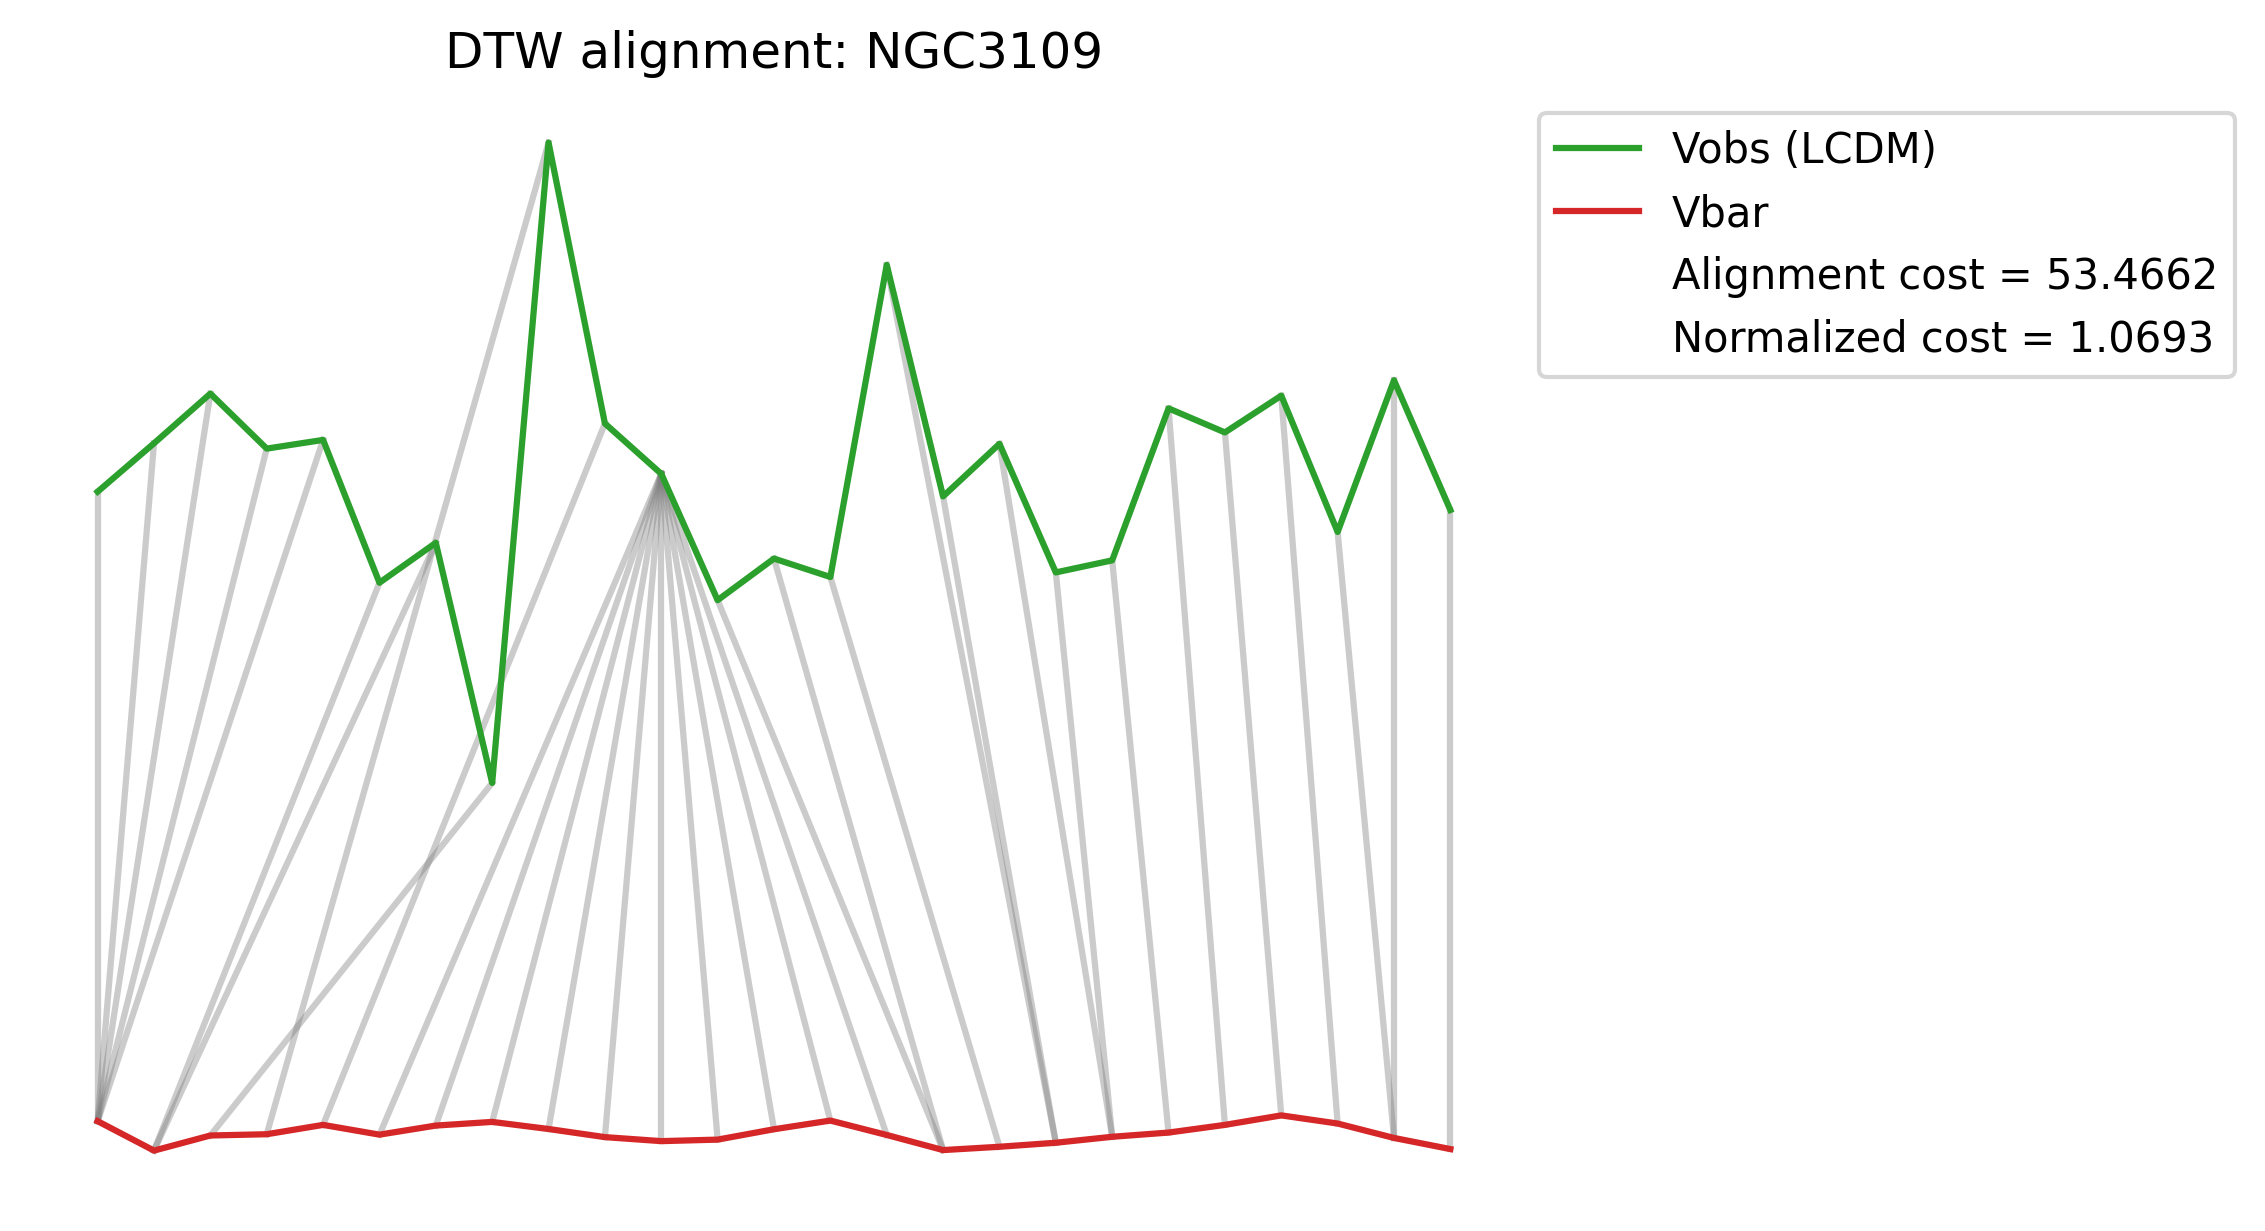 DTW alignment: NGC3109
Vobs (LCDM)
Vbar
Alignment cost = 53.4662
Normalized cost = 1.0693